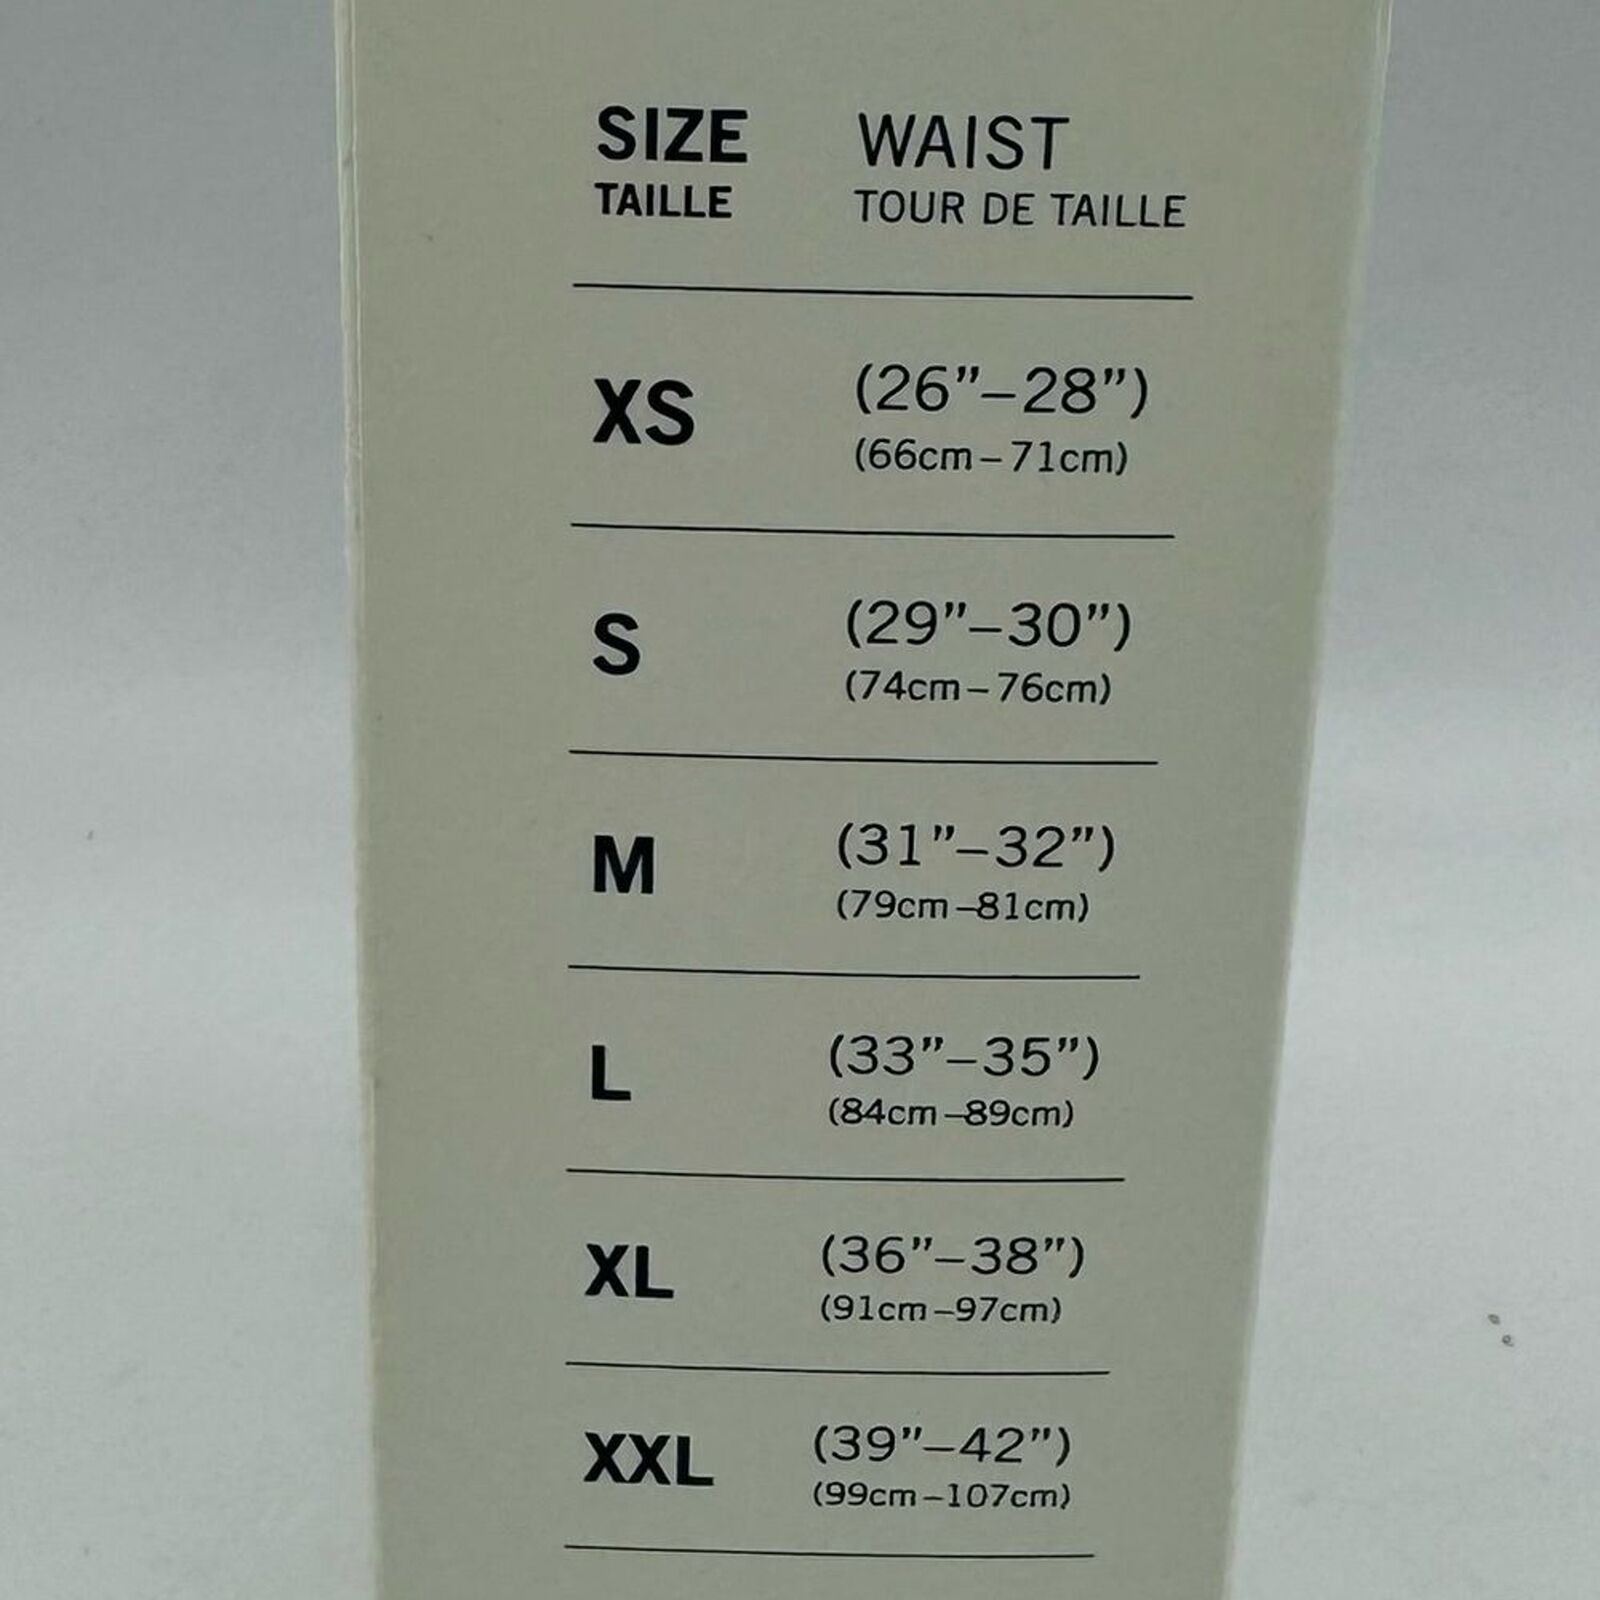 SIZE WAIST
TAILLE TOUR DE TAILLE
XS (26”–28”)
(66cm–71cm)
S (29”–30”)
(74cm–76cm)
M (31”–32”)
(79cm–81cm)
L (33”–35”)
(84cm–89cm)
XL (36”–38”)
(91cm–97cm)
XXL (39”–42”)
(99cm–107cm)